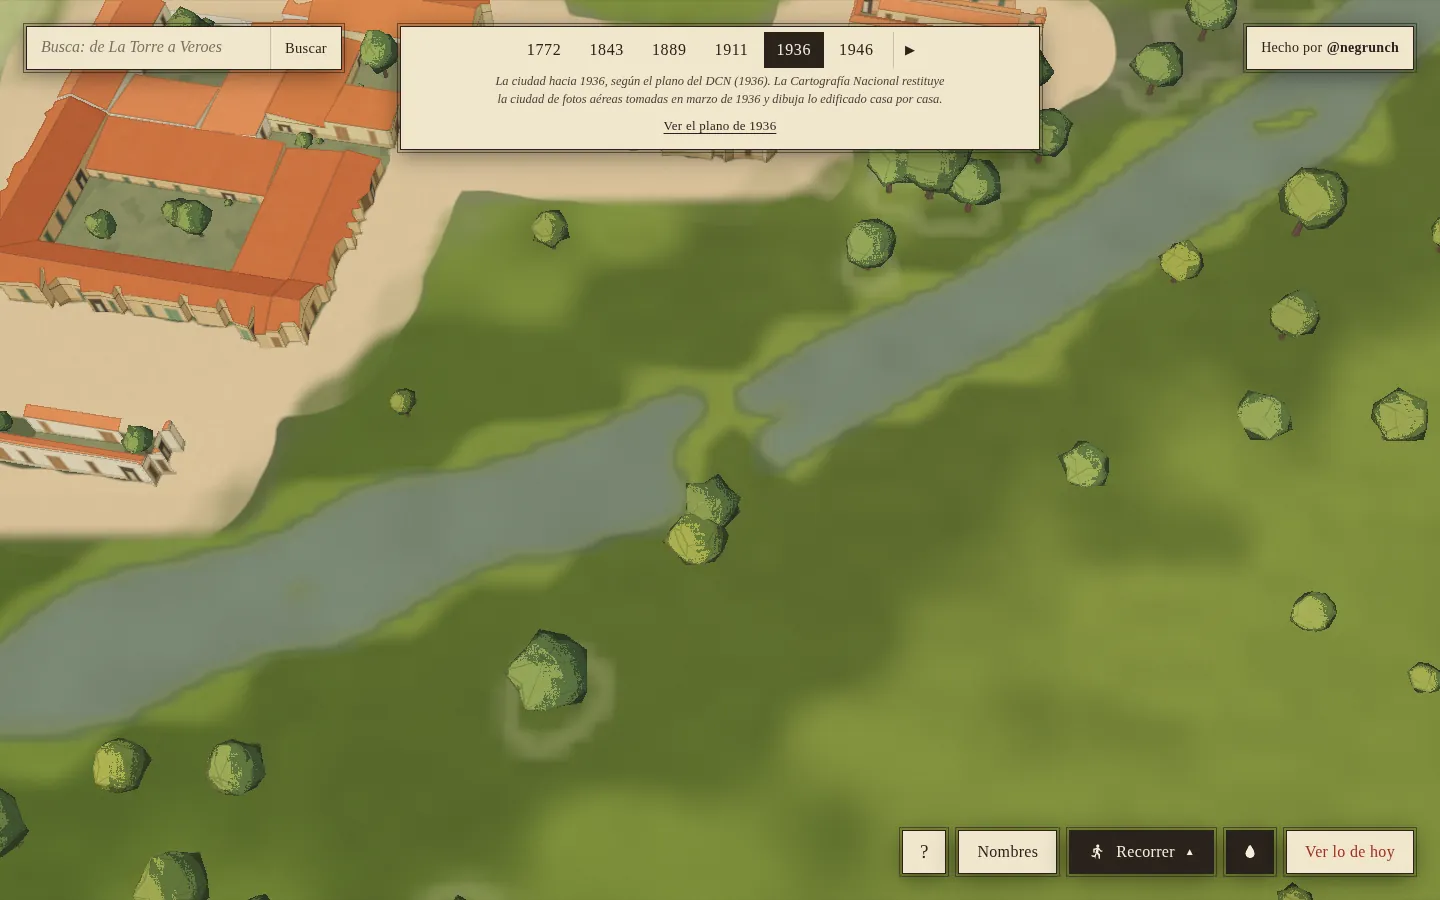 Busca: de La Torre a Veroes
Buscar
1772 1843 1889 1911 1936 1946 ▶
La ciudad hacia 1936, según el plano del DCN (1936). La Cartografía Nacional restituye
la ciudad de fotos aéreas tomadas en marzo de 1936 y dibuja lo edificado casa por casa.
Ver el plano de 1936
Hecho por @negrunch
?
Nombres
Recorrer ▲
Ver lo de hoy